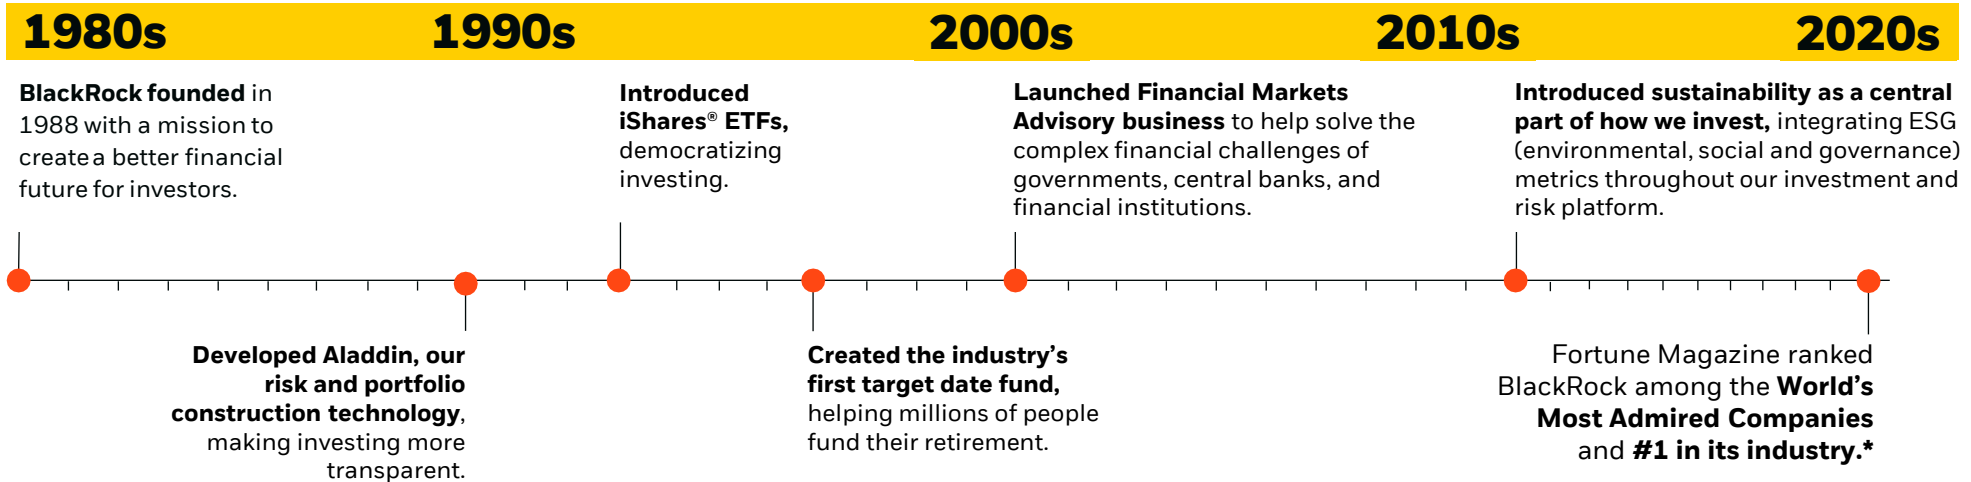 1980s 1990s 2000s 2010s 2020s
BlackRock founded in
1988 with a mission to
create a better financial
future for investors.
Introduced
iShares® ETFs,
democratizing
investing.
Launched Financial Markets
Advisory business to help solve the
complex financial challenges of
governments, central banks, and
financial institutions.
Introduced sustainability as a central
part of how we invest, integrating ESG
(environmental, social and governance)
metrics throughout our investment and
risk platform.
Developed Aladdin, our
risk and portfolio
construction technology,
making investing more
transparent.
Created the industry’s
first target date fund,
helping millions of people
fund their retirement.
Fortune Magazine ranked
BlackRock among the World’s
Most Admired Companies
and #1 in its industry.*